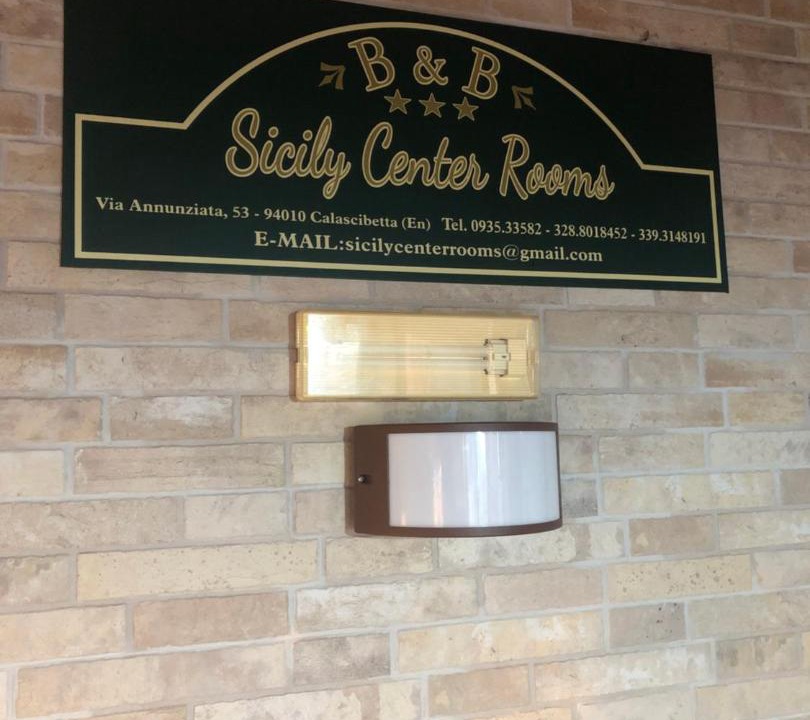 B & B
Sicily Center Rooms
Via Annunziata, 53 - 94010 Calascibetta (En) Tel. 0935.33582 - 328.8018452 - 339.3148191
E-MAIL:sicilycenterrooms@gmail.com